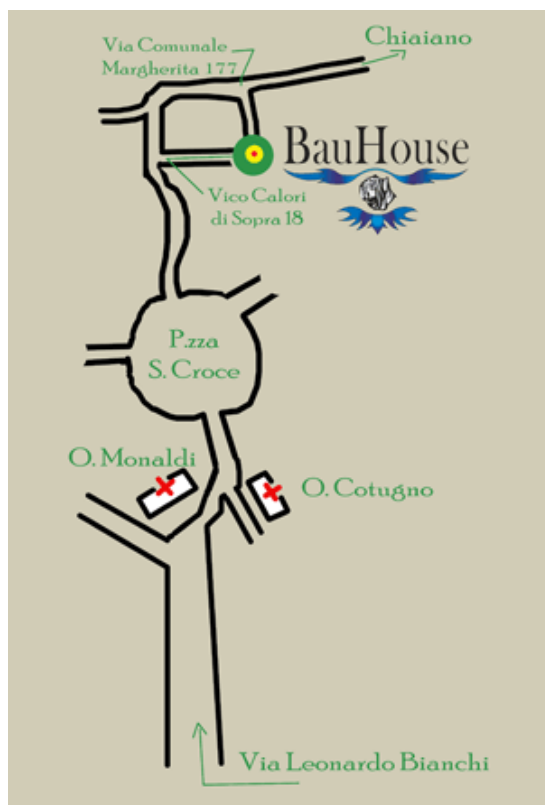 Chiaiano
Via Comunale
Margherita 177
BauHouse
Vico Calori
di Sopra 18
P.zza
S. Croce
O. Monaldi
O. Cotugno
Via Leonardo Bianchi